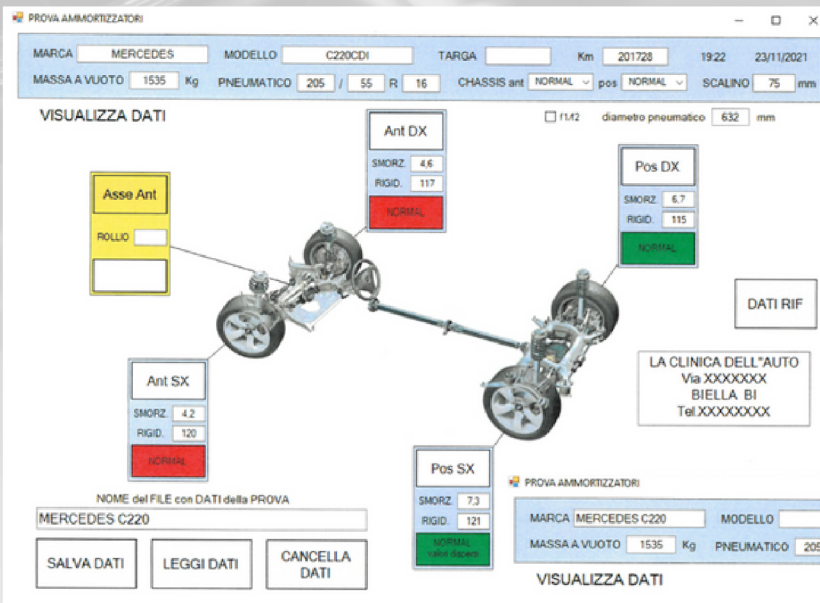 PROVA AMMORTIZZATORI
MARCA MERCEDES MODELLO C220CDI TARGA Km 201728 19:22 23/11/2021
MASSA A VUOTO 1535 Kg PNEUMATICO 205 / 55 R 16 CHASSIS ant NORMAL pos NORMAL SCALINO 75 mm
VISUALIZZA DATI
f1/f2 diametro pneumatico 632 mm
Ant DX
SMORZ. 4,6
RIGID. 117
NORMAL
Pos DX
SMORZ. 6,7
RIGID. 115
NORMAL
Asse Ant
ROLLIO
DATI RIF
LA CLINICA DELL"AUTO
Via XXXXXXX
BIELLA BI
Tel.XXXXXXXX
Ant SX
SMORZ. 4,2
RIGID. 120
NORMAL
Pos SX
SMORZ. 7,3
RIGID. 121
NORMAL
valori dispari
NOME del FILE con DATI della PROVA
MERCEDES C220
SALVA DATI
LEGGI DATI
CANCELLA
DATI
PROVA AMMORTIZZATORI
MARCA MERCEDES C220 MODELLO
MASSA A VUOTO 1535 Kg PNEUMATICO 205
VISUALIZZA DATI